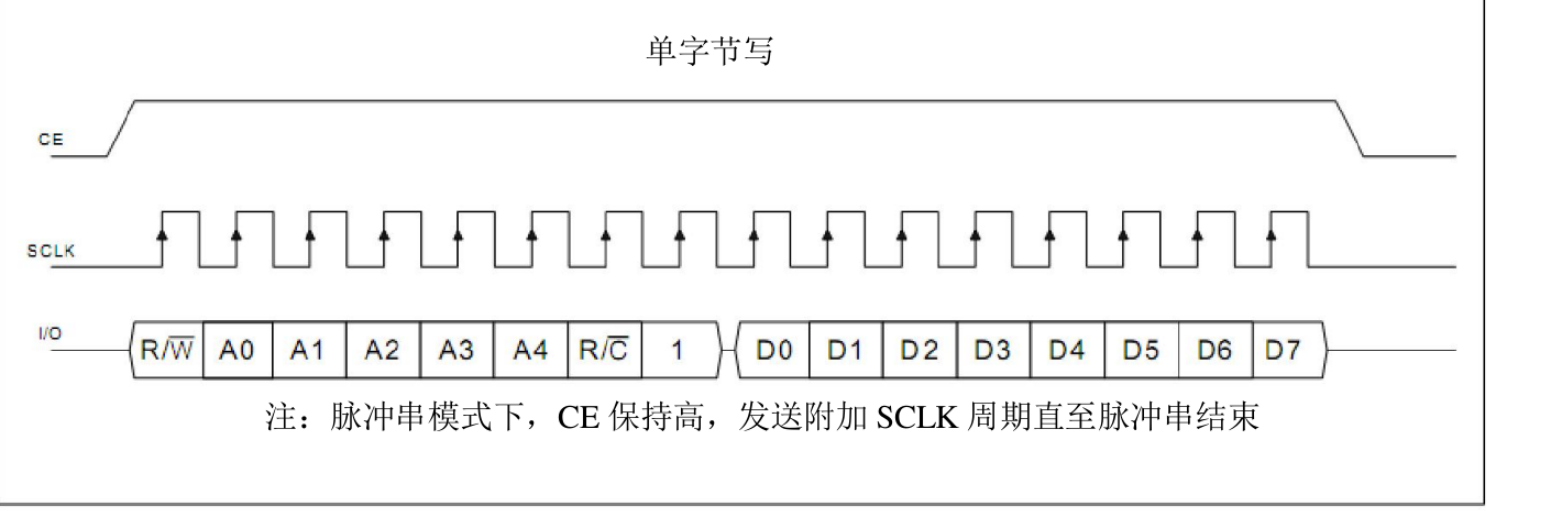 单字节写
CE
SCLK
I/O
R/W̅ A0 A1 A2 A3 A4 R/C̅ 1 D0 D1 D2 D3 D4 D5 D6 D7
注：脉冲串模式下，CE 保持高，发送附加 SCLK 周期直至脉冲串结束